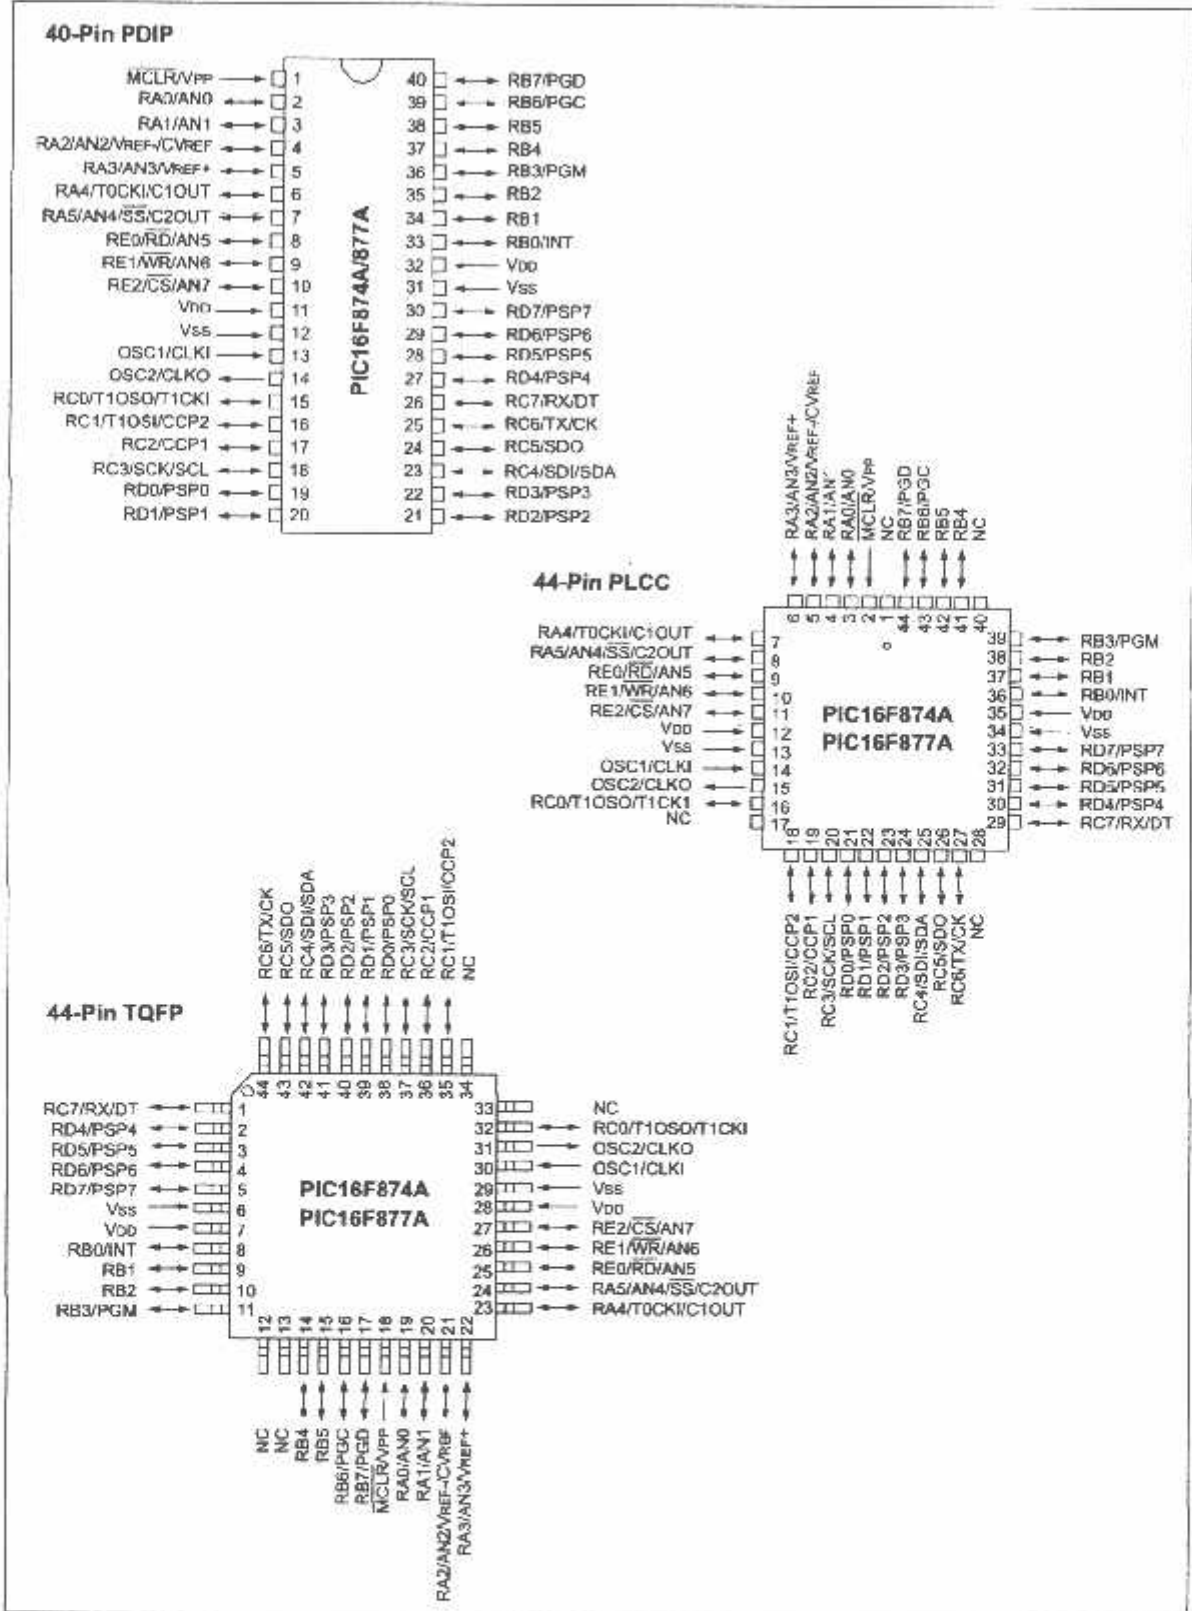 40-Pin PDIP
MCLR/VPP 1
RA0/AN0 2
RA1/AN1 3
RA2/AN2/VREF-/CVREF 4
RA3/AN3/VREF+ 5
RA4/T0CKI/C1OUT 6
RA5/AN4/SS/C2OUT 7
RE0/RD/AN5 8
RE1/WR/AN6 9
RE2/CS/AN7 10
VDD 11
VSS 12
OSC1/CLKI 13
OSC2/CLKO 14
RC0/T1OSO/T1CKI 15
RC1/T1OSI/CCP2 16
RC2/CCP1 17
RC3/SCK/SCL 18
RD0/PSP0 19
RD1/PSP1 20
PIC16F874A/877A
40 RB7/PGD
39 RB6/PGC
38 RB5
37 RB4
36 RB3/PGM
35 RB2
34 RB1
33 RB0/INT
32 VDD
31 VSS
30 RD7/PSP7
29 RD6/PSP6
28 RD5/PSP5
27 RD4/PSP4
26 RC7/RX/DT
25 RC6/TX/CK
24 RC5/SDO
23 RC4/SDI/SDA
22 RD3/PSP3
21 RD2/PSP2
44-Pin PLCC
RA3/AN3/VREF+ 6
RA2/AN2/VREF-/CVREF 5
RA1/AN1 4
RA0/AN0 3
MCLR/VPP 2
NC 1
RB7/PGD 44
RB6/PGC 43
RB5 42
RB4 41
NC 40
RA4/T0CKI/C1OUT 7
RA5/AN4/SS/C2OUT 8
RE0/RD/AN5 9
RE1/WR/AN6 10
RE2/CS/AN7 11
VDD 12
VSS 13
OSC1/CLKI 14
OSC2/CLKO 15
RC0/T1OSO/T1CK1 16
NC 17
PIC16F874A
PIC16F877A
39 RB3/PGM
38 RB2
37 RB1
36 RB0/INT
35 VDD
34 VSS
33 RD7/PSP7
32 RD6/PSP6
31 RD5/PSP5
30 RD4/PSP4
29 RC7/RX/DT
18 RC1/T1OSI/CCP2
19 RC2/CCP1
20 RC3/SCK/SCL
21 RD0/PSP0
22 RD1/PSP1
23 RD2/PSP2
24 RD3/PSP3
25 RC4/SDI/SDA
26 RC5/SDO
27 RC6/TX/CK
28 NC
44-Pin TQFP
RC6/TX/CK 44
RC5/SDO 43
RC4/SDI/SDA 42
RD3/PSP3 41
RD2/PSP2 40
RD1/PSP1 39
RD0/PSP0 38
RC3/SCK/SCL 37
RC2/CCP1 36
RC1/T1OSI/CCP2 35
NC 34
RC7/RX/DT 1
RD4/PSP4 2
RD5/PSP5 3
RD6/PSP6 4
RD7/PSP7 5
VSS 6
VDD 7
RB0/INT 8
RB1 9
RB2 10
RB3/PGM 11
PIC16F874A
PIC16F877A
33 NC
32 RC0/T1OSO/T1CKI
31 OSC2/CLKO
30 OSC1/CLKI
29 VSS
28 VDD
27 RE2/CS/AN7
26 RE1/WR/AN6
25 RE0/RD/AN5
24 RA5/AN4/SS/C2OUT
23 RA4/T0CKI/C1OUT
12 NC
13 NC
14 RB4
15 RB5
16 RB6/PGC
17 RB7/PGD
18 MCLR/VPP
19 RA0/AN0
20 RA1/AN1
21 RA2/AN2/VREF-/CVREF
22 RA3/AN3/VREF+